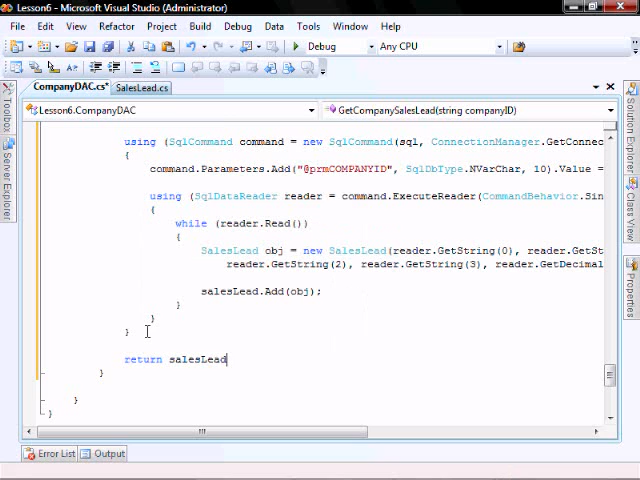 Lesson6 - Microsoft Visual Studio (Administrator)
File Edit View Refactor Project Build Debug Data Tools Test Window Help
Debug Any CPU
CompanyDAC.cs* SalesLead.cs
Lesson6.CompanyDAC GetCompanySalesLead(string companyID)
using (SqlCommand command = new SqlCommand(sql, ConnectionManager.GetConnec
{
command.Parameters.Add("@prmCOMPANYID", SqlDbType.NVarChar, 10).Value =
using (SqlDataReader reader = command.ExecuteReader(CommandBehavior.Sin
{
while (reader.Read())
{
SalesLead obj = new SalesLead(reader.GetString(0), reader.GetSt
reader.GetString(2), reader.GetString(3), reader.GetDecimal
salesLead.Add(obj);
}
}
}
return salesLead
}
}
}
Error List Output
Toolbox
Server Explorer
Solution Explorer
Class View
Properties